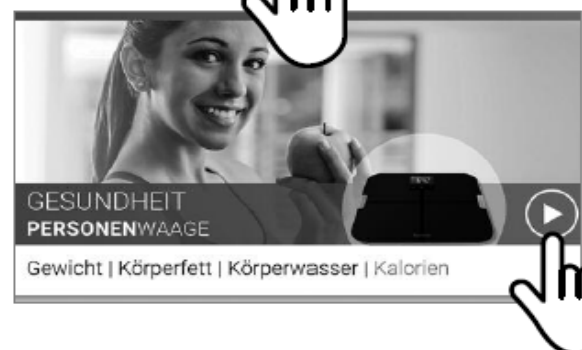 GESUNDHEIT
PERSONENWAAGE
Gewicht | Körperfett | Körperwasser | Kalorien